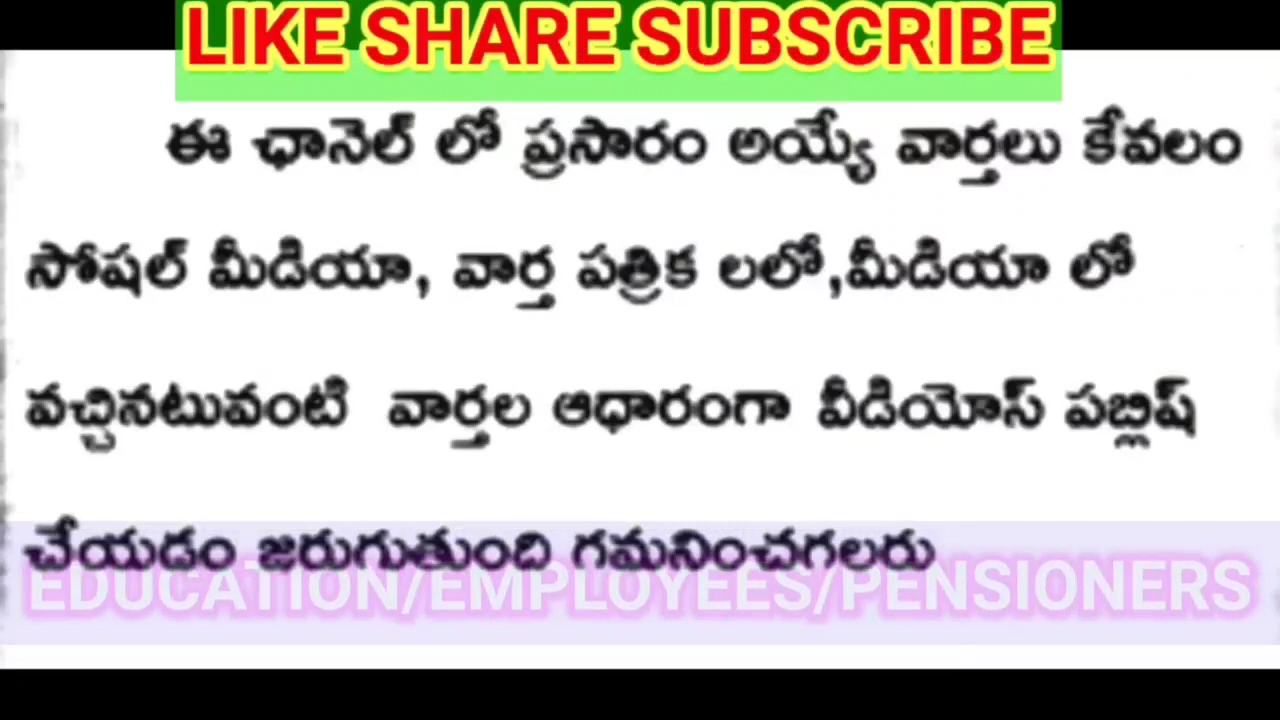 LIKE SHARE SUBSCRIBE
ఈ ఛానెల్ లో ప్రసారం అయ్యే వార్తలు కేవలం
సోషల్ మీడియా, వార్త పత్రిక లలో,మీడియా లో
వచ్చినటువంటి వార్తల ఆధారంగా వీడియోస్ పబ్లిష్
చేయడం జరుగుతుంది గమనించగలరు
EDUCATION/EMPLOYEES/PENSIONERS